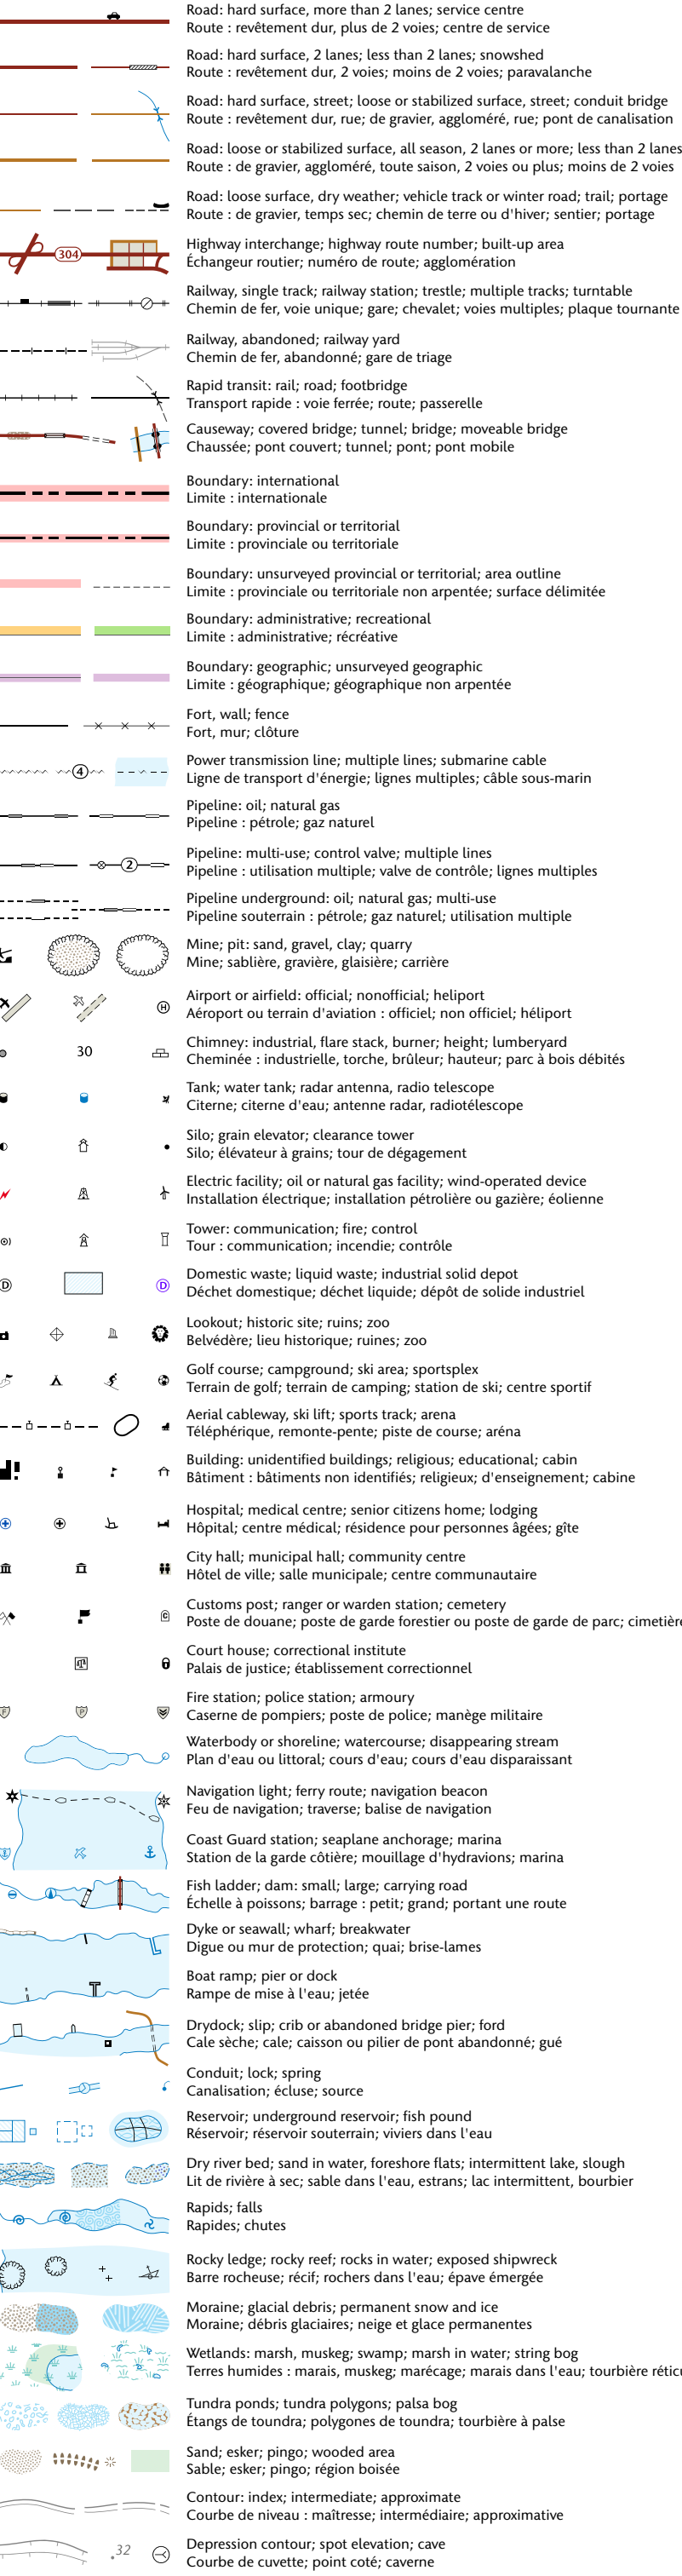 Road: hard surface, more than 2 lanes; service centre
Route : revêtement dur, plus de 2 voies; centre de service
Road: hard surface, 2 lanes; less than 2 lanes; snowshed
Route : revêtement dur, 2 voies; moins de 2 voies; paravalanche
Road: hard surface, street; loose or stabilized surface, street; conduit bridge
Route : revêtement dur, rue; de gravier, aggloméré, rue; pont de canalisation
Road: loose or stabilized surface, all season, 2 lanes or more; less than 2 lanes
Route : de gravier, aggloméré, toute saison, 2 voies ou plus; moins de 2 voies
Road: loose surface, dry weather; vehicle track or winter road; trail; portage
Route : de gravier, temps sec; chemin de terre ou d'hiver; sentier; portage
304
Highway interchange; highway route number; built-up area
Échangeur routier; numéro de route; agglomération
Railway, single track; railway station; trestle; multiple tracks; turntable
Chemin de fer, voie unique; gare; chevalet; voies multiples; plaque tournante
Railway, abandoned; railway yard
Chemin de fer, abandonné; gare de triage
Rapid transit: rail; road; footbridge
Transport rapide : voie ferrée; route; passerelle
Causeway; covered bridge; tunnel; bridge; moveable bridge
Chaussée; pont couvert; tunnel; pont; pont mobile
Boundary: international
Limite : internationale
Boundary: provincial or territorial
Limite : provinciale ou territoriale
Boundary: unsurveyed provincial or territorial; area outline
Limite : provinciale ou territoriale non arpentée; surface délimitée
Boundary: administrative; recreational
Limite : administrative; récréative
Boundary: geographic; unsurveyed geographic
Limite : géographique; géographique non arpentée
Fort, wall; fence
Fort, mur; clôture
4
Power transmission line; multiple lines; submarine cable
Ligne de transport d'énergie; lignes multiples; câble sous-marin
Pipeline: oil; natural gas
Pipeline : pétrole; gaz naturel
2
Pipeline: multi-use; control valve; multiple lines
Pipeline : utilisation multiple; valve de contrôle; lignes multiples
Pipeline underground: oil; natural gas; multi-use
Pipeline souterrain : pétrole; gaz naturel; utilisation multiple
Mine; pit: sand, gravel, clay; quarry
Mine; sablière, gravière, glaisière; carrière
H
Airport or airfield: official; nonofficial; heliport
Aéroport ou terrain d'aviation : officiel; non officiel; héliport
30
Chimney: industrial, flare stack, burner; height; lumberyard
Cheminée : industrielle, torche, brûleur; hauteur; parc à bois débités
Tank; water tank; radar antenna, radio telescope
Citerne; citerne d'eau; antenne radar, radiotélescope
Silo; grain elevator; clearance tower
Silo; élévateur à grains; tour de dégagement
Electric facility; oil or natural gas facility; wind-operated device
Installation électrique; installation pétrolière ou gazière; éolienne
Tower: communication; fire; control
Tour : communication; incendie; contrôle
D D
Domestic waste; liquid waste; industrial solid depot
Déchet domestique; déchet liquide; dépôt de solide industriel
Lookout; historic site; ruins; zoo
Belvédère; lieu historique; ruines; zoo
Golf course; campground; ski area; sportsplex
Terrain de golf; terrain de camping; station de ski; centre sportif
Aerial cableway, ski lift; sports track; arena
Téléphérique, remonte-pente; piste de course; aréna
Building: unidentified buildings; religious; educational; cabin
Bâtiment : bâtiments non identifiés; religieux; d'enseignement; cabine
Hospital; medical centre; senior citizens home; lodging
Hôpital; centre médical; résidence pour personnes âgées; gîte
City hall; municipal hall; community centre
Hôtel de ville; salle municipale; centre communautaire
C
Customs post; ranger or warden station; cemetery
Poste de douane; poste de garde forestier ou poste de garde de parc; cimetière
Court house; correctional institute
Palais de justice; établissement correctionnel
F P
Fire station; police station; armoury
Caserne de pompiers; poste de police; manège militaire
Waterbody or shoreline; watercourse; disappearing stream
Plan d'eau ou littoral; cours d'eau; cours d'eau disparaissant
Navigation light; ferry route; navigation beacon
Feu de navigation; traverse; balise de navigation
Coast Guard station; seaplane anchorage; marina
Station de la garde côtière; mouillage d'hydravions; marina
Fish ladder; dam: small; large; carrying road
Échelle à poissons; barrage : petit; grand; portant une route
Dyke or seawall; wharf; breakwater
Digue ou mur de protection; quai; brise-lames
Boat ramp; pier or dock
Rampe de mise à l'eau; jetée
Drydock; slip; crib or abandoned bridge pier; ford
Cale sèche; cale; caisson ou pilier de pont abandonné; gué
Conduit; lock; spring
Canalisation; écluse; source
Reservoir; underground reservoir; fish pound
Réservoir; réservoir souterrain; viviers dans l'eau
Dry river bed; sand in water, foreshore flats; intermittent lake, slough
Lit de rivière à sec; sable dans l'eau, estrans; lac intermittent, bourbier
Rapids; falls
Rapides; chutes
Rocky ledge; rocky reef; rocks in water; exposed shipwreck
Barre rocheuse; récif; rochers dans l'eau; épave émergée
Moraine; glacial debris; permanent snow and ice
Moraine; débris glaciaires; neige et glace permanentes
Wetlands: marsh, muskeg; swamp; marsh in water; string bog
Terres humides : marais, muskeg; marécage; marais dans l'eau; tourbière
Tundra ponds; tundra polygons; palsa bog
Étangs de toundra; polygones de toundra; tourbière à palse
Sand; esker; pingo; wooded area
Sable; esker; pingo; région boisée
Contour: index; intermediate; approximate
Courbe de niveau : maîtresse; intermédiaire; approximative
.32
Depression contour; spot elevation; cave
Courbe de cuvette; point coté; caverne